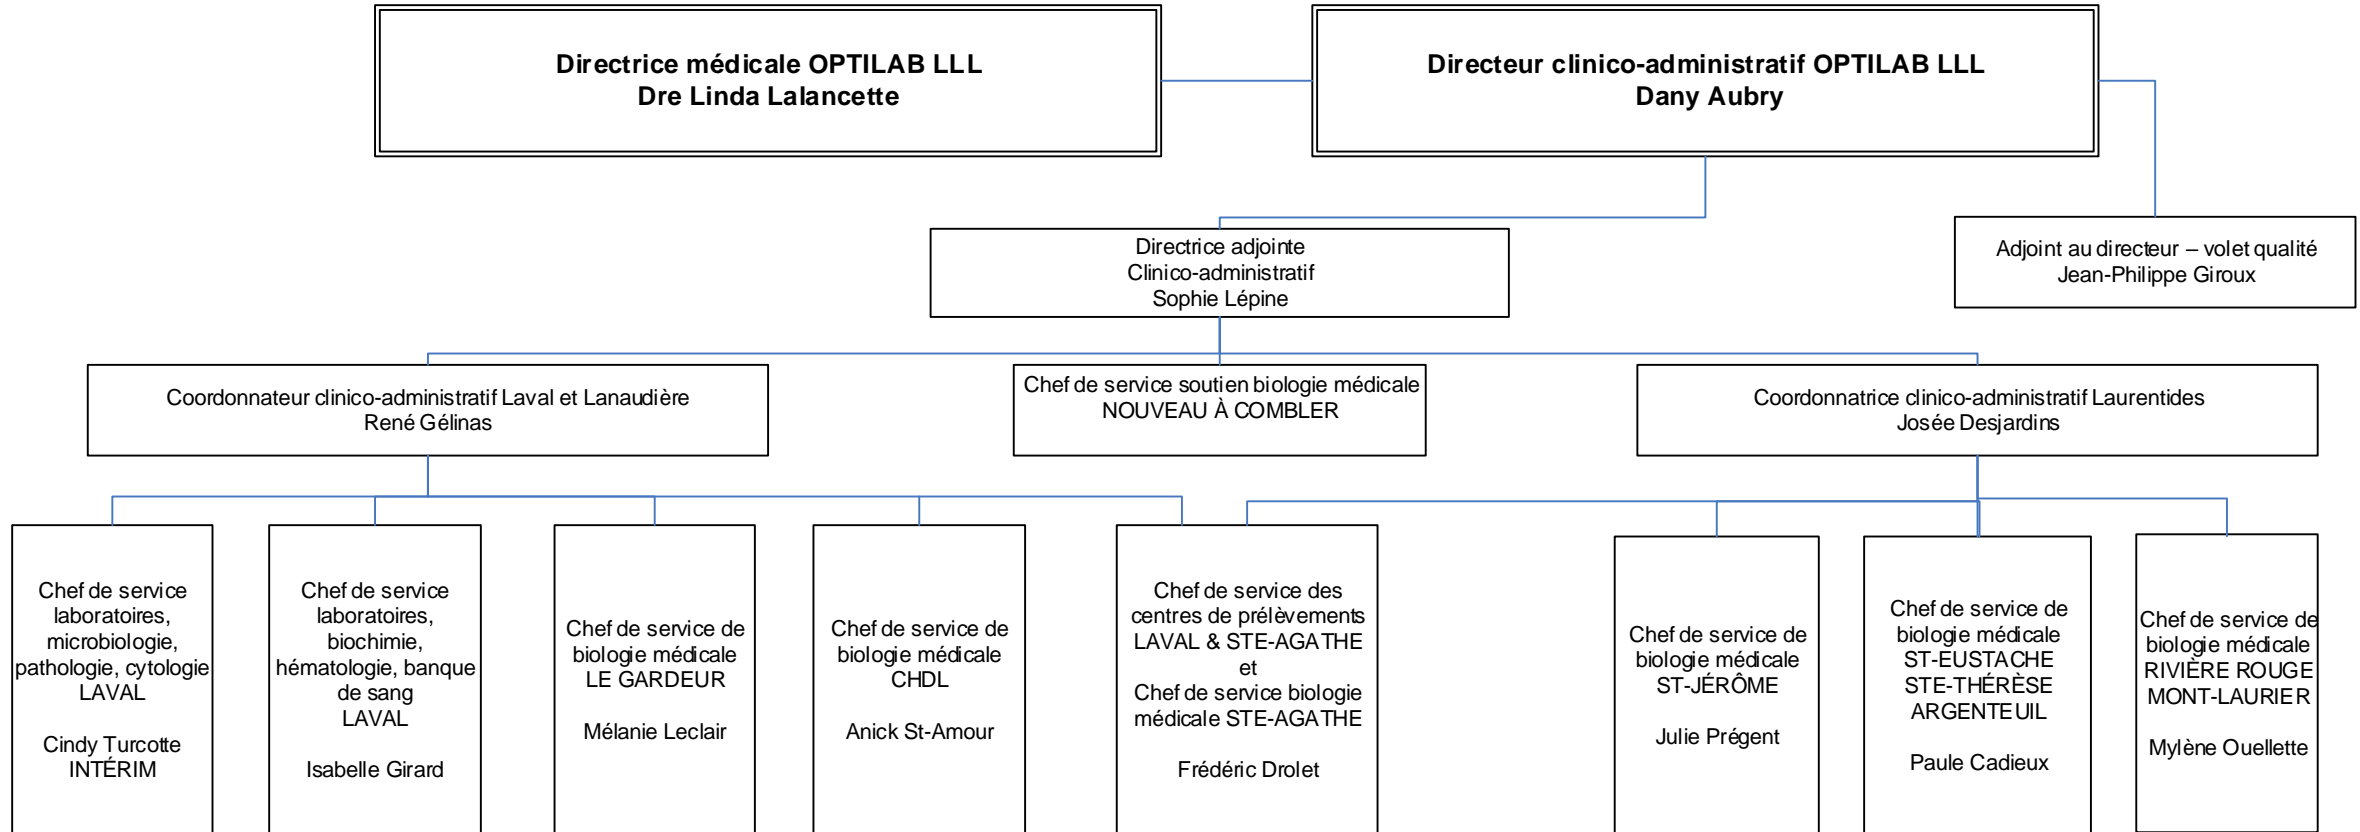 Directrice médicale OPTILAB LLL
Dre Linda Lalancette
Directeur clinico-administratif OPTILAB LLL
Dany Aubry
Directrice adjointe
Clinico-administratif
Sophie Lépine
Adjoint au directeur – volet qualité
Jean-Philippe Giroux
Coordonnateur clinico-administratif Laval et Lanaudière
René Gélinas
Chef de service soutien biologie médicale
NOUVEAU À COMBLER
Coordonnatrice clinico-administratif Laurentides
Josée Desjardins
Chef de service
laboratoires,
microbiologie,
pathologie, cytologie
LAVAL
Cindy Turcotte
INTÉRIM
Chef de service
laboratoires,
biochimie,
hématologie, banque
de sang
LAVAL
Isabelle Girard
Chef de service de
biologie médicale
LE GARDEUR
Mélanie Leclair
Chef de service de
biologie médicale
CHDL
Anick St-Amour
Chef de service des
centres de prélèvements
LAVAL & STE-AGATHE
et
Chef de service biologie
médicale STE-AGATHE
Frédéric Drolet
Chef de service de
biologie médicale
ST-JÉRÔME
Julie Prégent
Chef de service de
biologie médicale
ST-EUSTACHE
STE-THÉRÈSE
ARGENTEUIL
Paule Cadieux
Chef de service de
biologie médicale
RIVIÈRE ROUGE
MONT-LAURIER
Mylène Ouellette